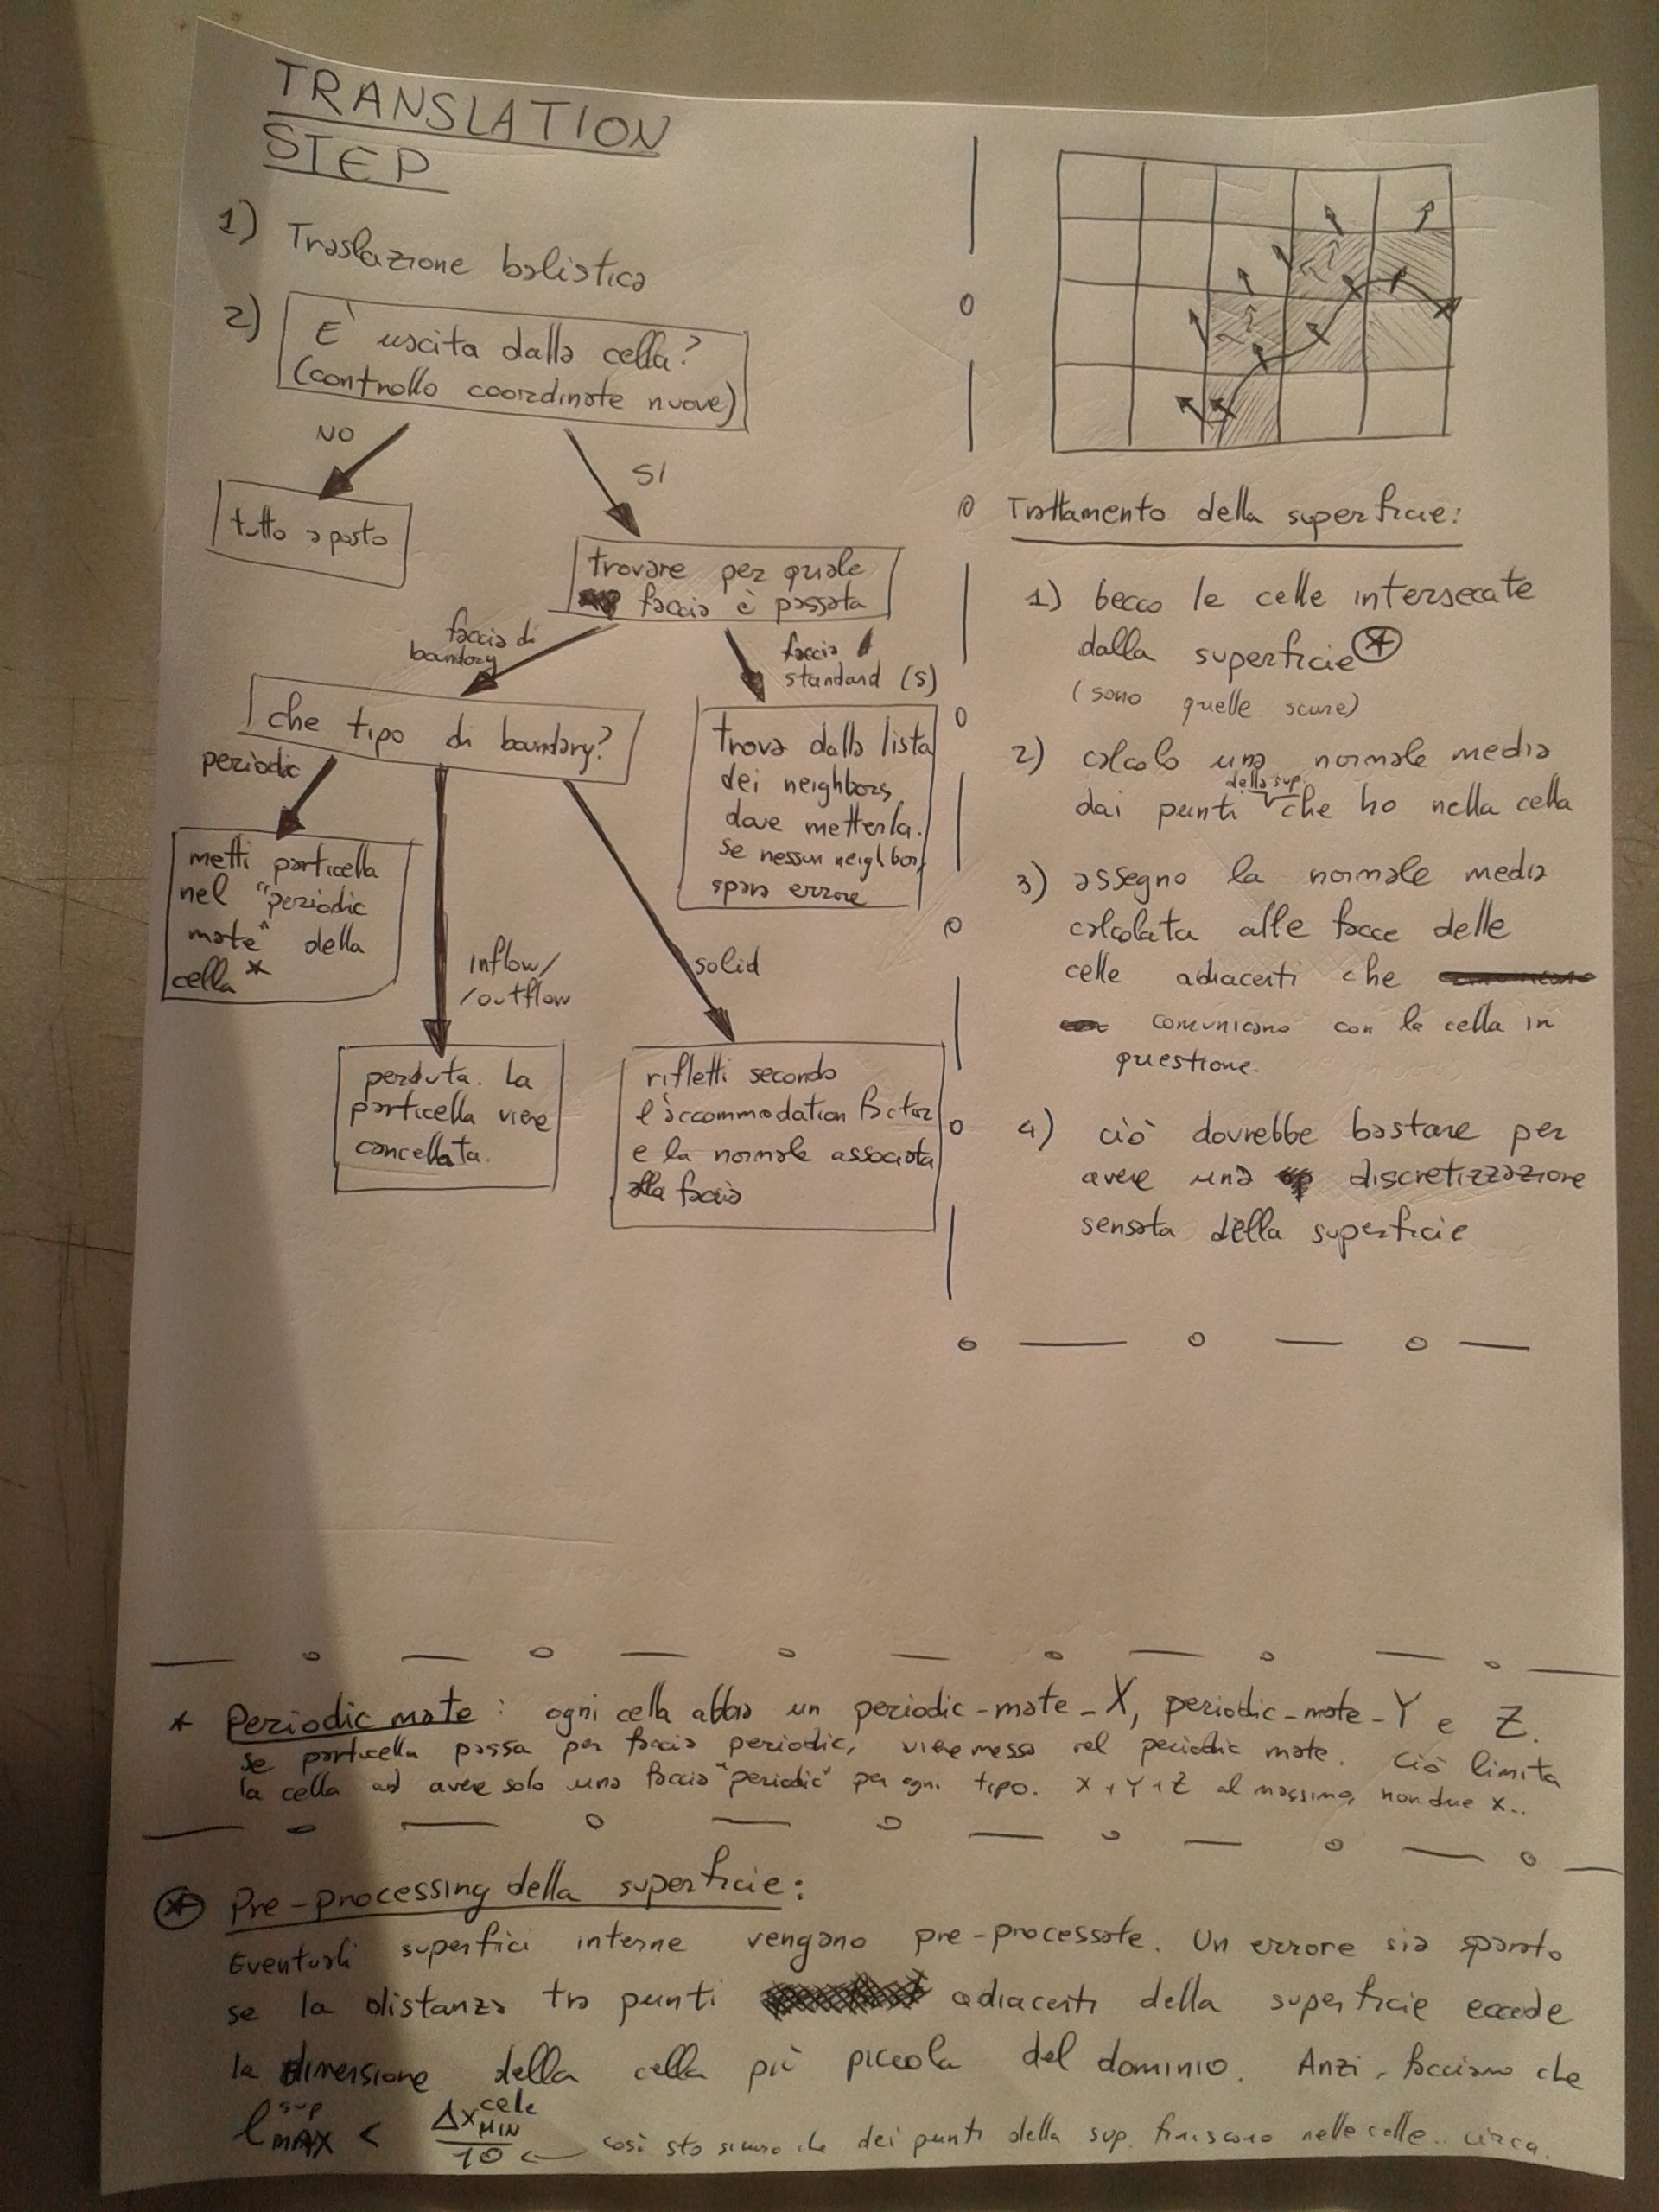 TRANSLATION
STEP
1) Traslazione balistica
2) E' uscita dalla cella?
(controllo coordinate nuove)
NO
SI
tutto a posto
trovare per quale
faccia è passata
faccia di
boundary
faccia
standard (S)
che tipo di boundary?
trova dalla lista
dei neighbors
dove metterla.
se nessun neighbor,
spara errore
periodic
metti particella
nel "periodic
mate" della
cella *
inflow/
/outflow
solid
perduta. La
particella viene
cancellata.
rifletti secondo
l'accommodation factor
e la normale associata
alla faccia
Trattamento della superficie:
1) becco le celle intersecate
dalla superficie *
(sono quelle scure)
2) calcolo una normale media
della sup.
dai punti che ho nella cella
3) assegno la normale media
calcolata alle facce delle
celle adiacenti che
comunicano con la cella in
questione.
4) ciò dovrebbe bastare per
avere una discretizzazione
sensata della superficie
* Periodic mate: ogni cella abbia un periodic-mate-X, periodic-mate-Y e Z.
se particella passa per faccia periodic, viene messa nel periodic mate. Ciò limita
la cella ad avere solo una faccia "periodic" per ogni tipo. X+Y+Z al massimo, non due X..
* Pre-processing della superficie:
Eventuali superfici interne vengano pre-processate. Un errore sia sparato
se la distanza tra punti adiacenti della superficie eccede
la dimensione della cella più piccola del dominio. Anzi, facciamo che
l sup MAX < Δx cella MIN / 10 ← così sto sicuro che dei punti della sup. finiscano nelle celle.. circa.